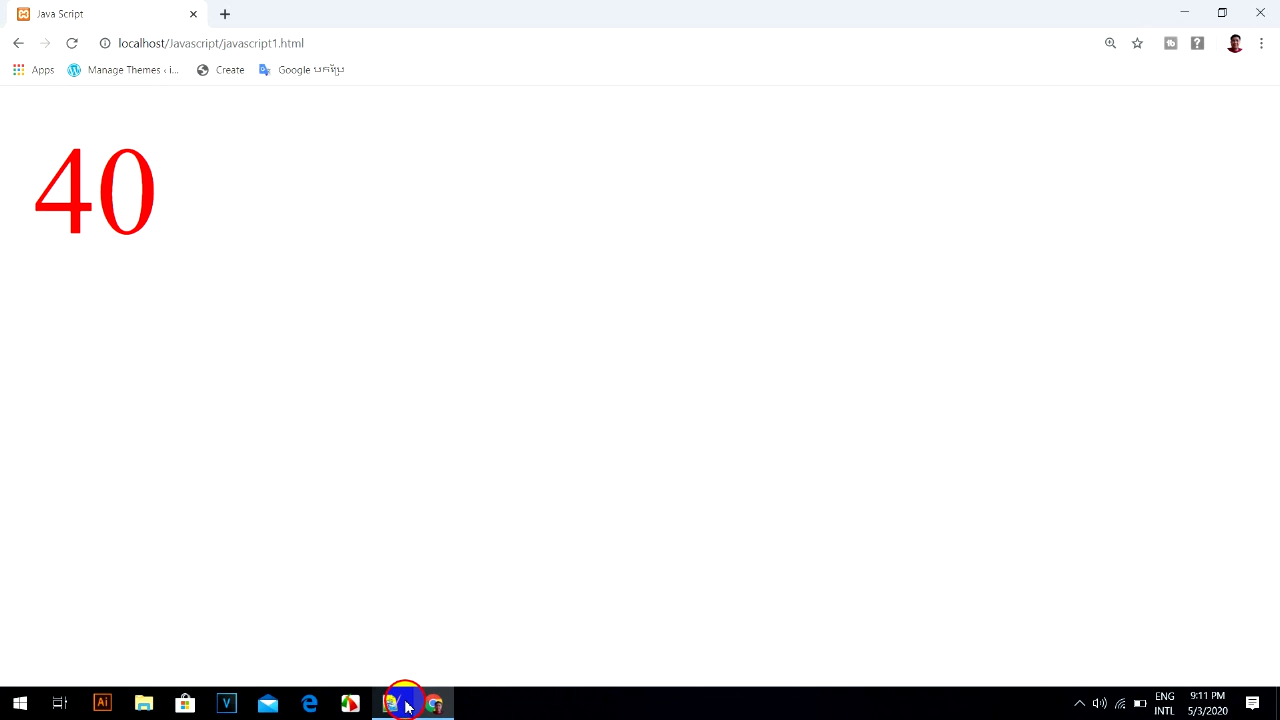 Java Script
localhost/Javascript/javascript1.html
Apps
Manage Themes ‹ i...
Create
Google បកប្រែ
40
Ai
V
ENG
INTL
9:11 PM
5/3/2020